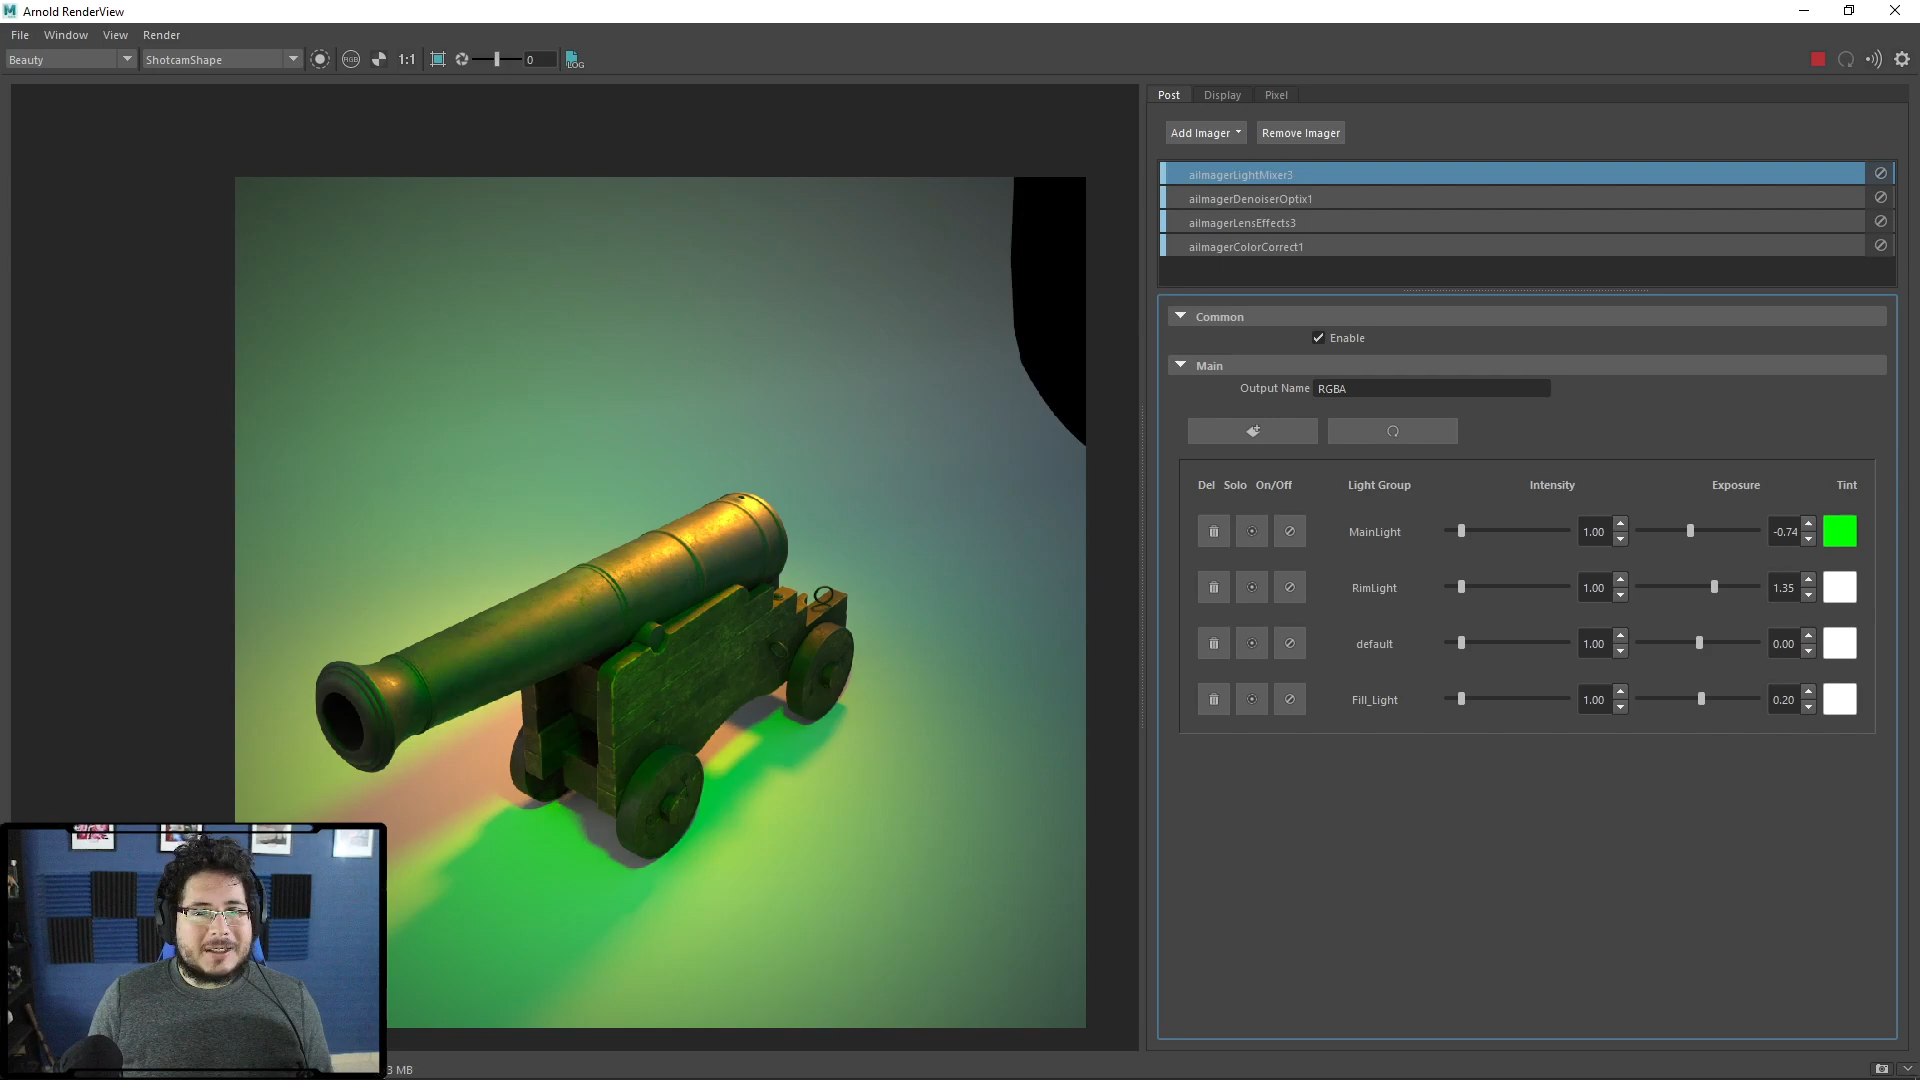 Arnold RenderView
File Window View Render
Beauty ShotcamShape RGB 1:1 0 LOG
Post Display Pixel
Add Imager Remove Imager
aiImagerLightMixer3
aiImagerDenoiserOptix1
aiImagerLensEffects3
aiImagerColorCorrect1
Common
Enable
Main
Output Name RGBA
Del Solo On/Off Light Group Intensity Exposure Tint
MainLight 1.00 -0.74
RimLight 1.00 1.35
default 1.00 0.00
Fill_Light 1.00 0.20
3 MB